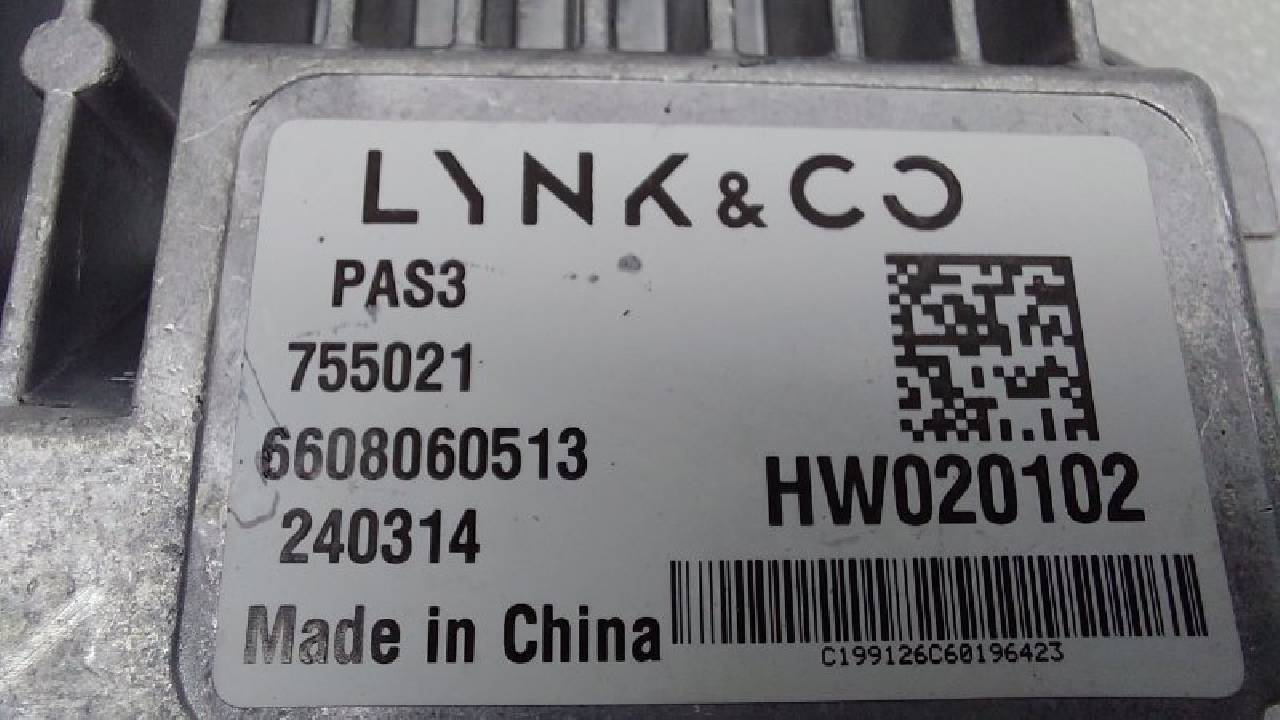 LYNK & CO
PAS3
755021
6608060513
240314
HW020102
Made in China
C199126C60196423